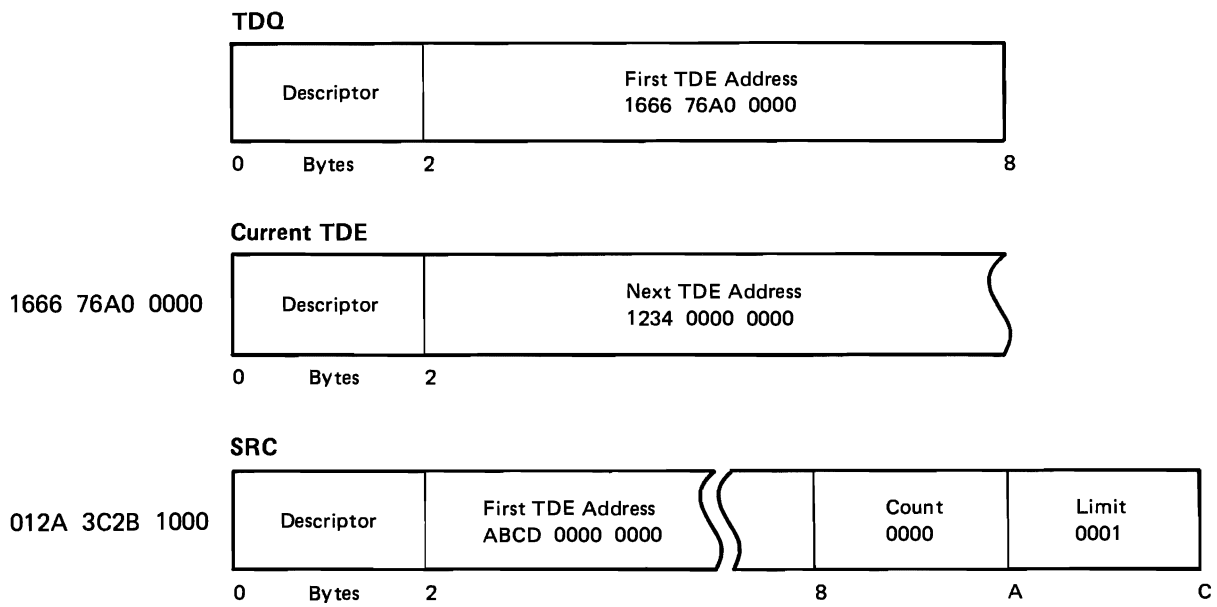 TDQ
Descriptor
First TDE Address
1666 76A0 0000
0 Bytes 2 8
Current TDE
1666 76A0 0000
Descriptor
Next TDE Address
1234 0000 0000
0 Bytes 2
SRC
012A 3C2B 1000
Descriptor
First TDE Address
ABCD 0000 0000
Count
0000
Limit
0001
0 Bytes 2 8 A C